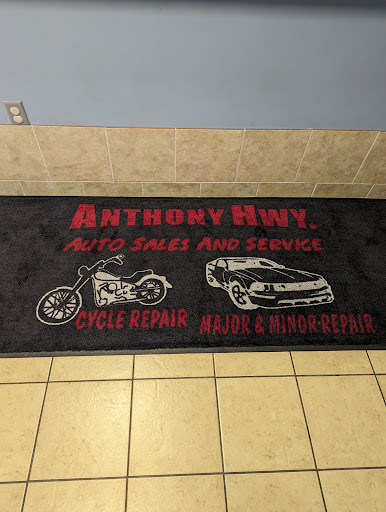 ANTHONY HWY.
AUTO SALES AND SERVICE
CYCLE REPAIR
MAJOR & MINOR REPAIR